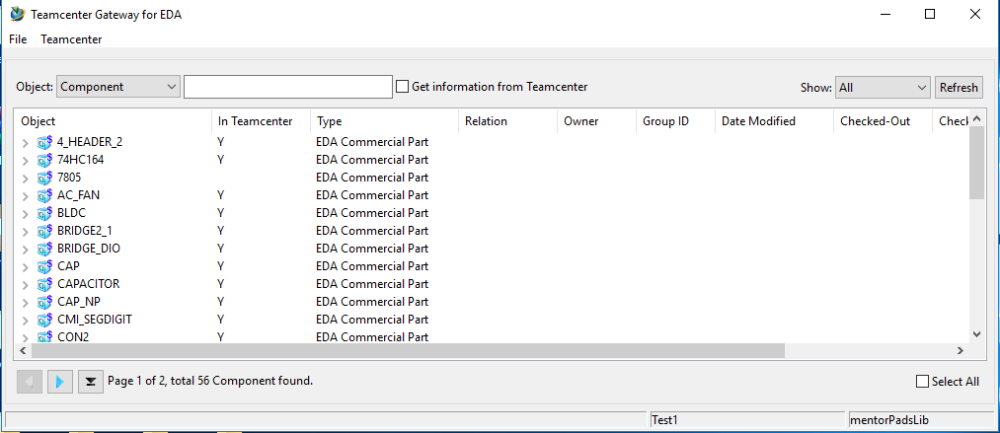 Teamcenter Gateway for EDA
File Teamcenter
Object: Component Get information from Teamcenter Show: All Refresh
Object In Teamcenter Type Relation Owner Group ID Date Modified Checked-Out Check
4_HEADER_2 Y EDA Commercial Part
74HC164 Y EDA Commercial Part
7805 EDA Commercial Part
AC_FAN Y EDA Commercial Part
BLDC Y EDA Commercial Part
BRIDGE2_1 Y EDA Commercial Part
BRIDGE_DIO Y EDA Commercial Part
CAP Y EDA Commercial Part
CAPACITOR Y EDA Commercial Part
CAP_NP Y EDA Commercial Part
CMI_SEGDIGIT Y EDA Commercial Part
CON2 Y EDA Commercial Part
Page 1 of 2, total 56 Component found. Select All
Test1 mentorPadsLib